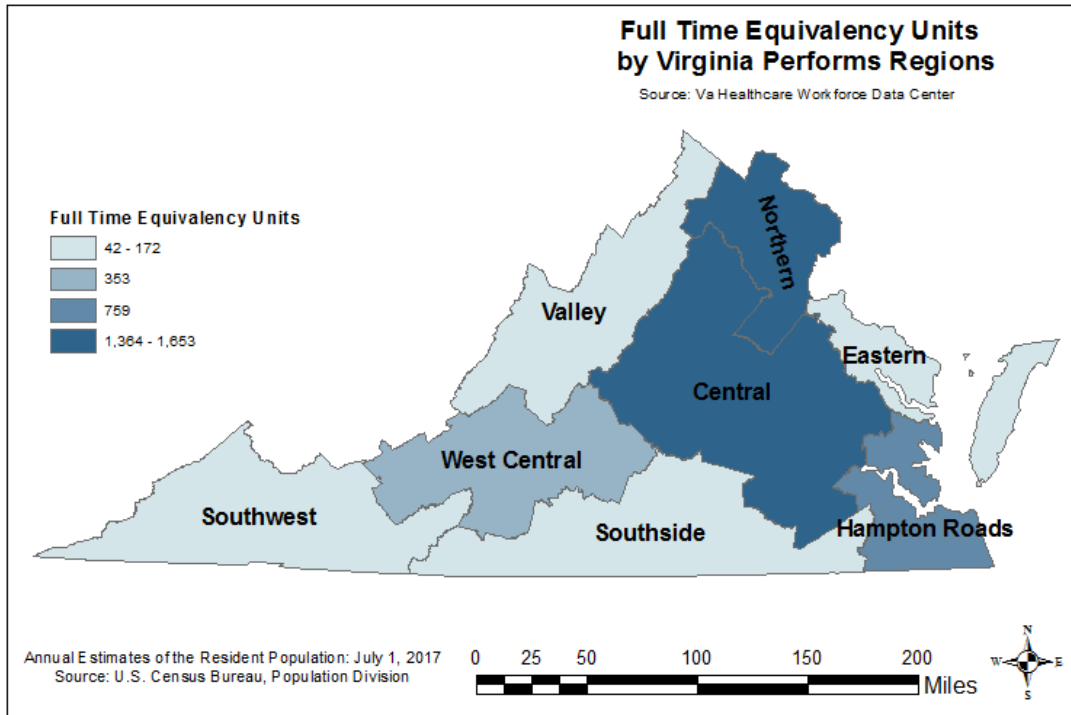 Full Time Equivalency Units
by Virginia Performs Regions
Source: Va Healthcare Workforce Data Center
Full Time Equivalency Units
42 - 172
353
759
1,364 - 1,653
Northern
Valley
Eastern
Central
West Central
Southwest
Southside
Hampton Roads
Annual Estimates of the Resident Population: July 1, 2017
Source: U.S. Census Bureau, Population Division
0 25 50 100 150 200
Miles
N
W E
S